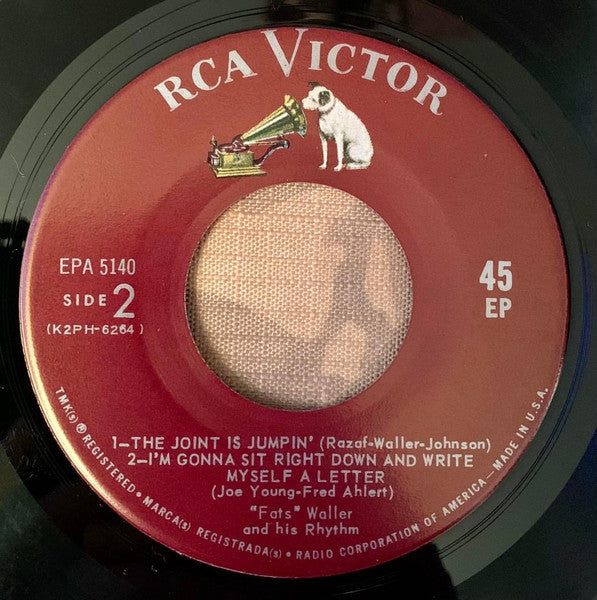 RCA VICTOR
EPA 5140
SIDE 2
(K2PH-6264)
45
EP
1–THE JOINT IS JUMPIN' (Razaf-Waller-Johnson)
2–I'M GONNA SIT RIGHT DOWN AND WRITE
MYSELF A LETTER
(Joe Young-Fred Ahlert)
"Fats" Waller
and his Rhythm
TMK(s) ® REGISTERED • MARCA(s) REGISTRADA(s) • RADIO CORPORATION OF AMERICA—MADE IN U.S.A.